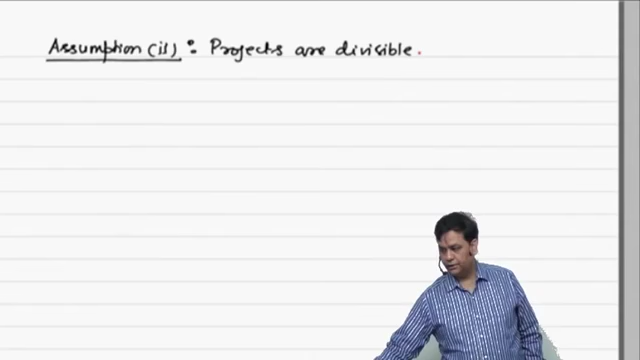 Assumption (ii) : Projects are divisible.